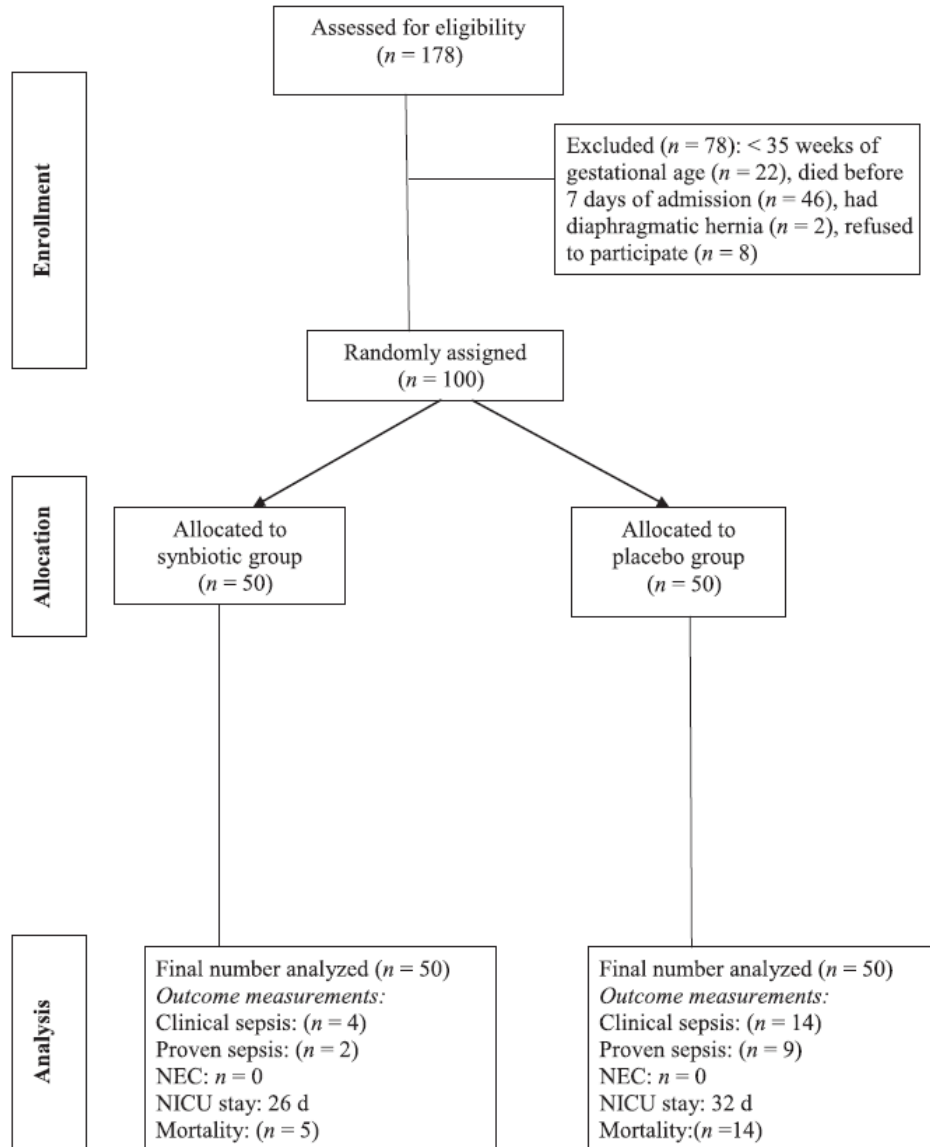 Assessed for eligibility
(n = 178)
Enrollment
Excluded (n = 78): < 35 weeks of
gestational age (n = 22), died before
7 days of admission (n = 46), had
diaphragmatic hernia (n = 2), refused
to participate (n = 8)
Randomly assigned
(n = 100)
Allocation
Allocated to
synbiotic group
(n = 50)
Allocated to
placebo group
(n = 50)
Analysis
Final number analyzed (n = 50)
Outcome measurements:
Clinical sepsis: (n = 4)
Proven sepsis: (n = 2)
NEC: n = 0
NICU stay: 26 d
Mortality: (n = 5)
Final number analyzed (n = 50)
Outcome measurements:
Clinical sepsis: (n = 14)
Proven sepsis: (n = 9)
NEC: n = 0
NICU stay: 32 d
Mortality:(n =14)